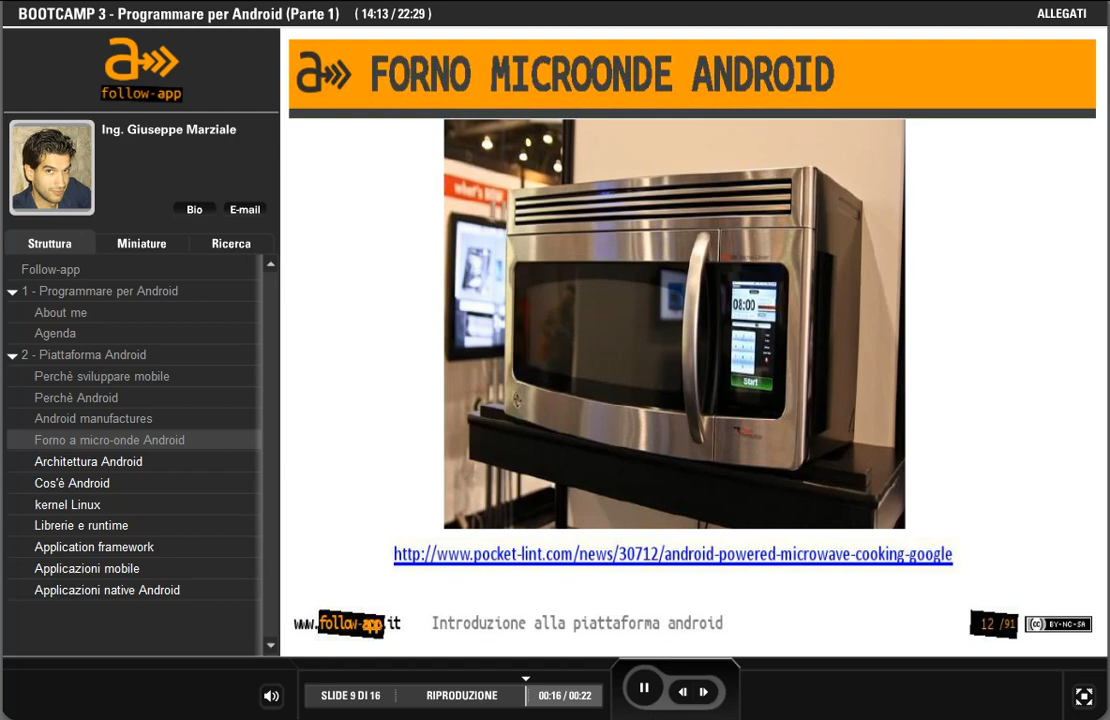 BOOTCAMP 3 - Programmare per Android (Parte 1) ( 14:13 / 22:29 )
ALLEGATI
a
follow-app
Ing. Giuseppe Marziale
Bio
E-mail
Struttura
Miniature
Ricerca
Follow-app
1 - Programmare per Android
About me
Agenda
2 - Piattaforma Android
Perchè sviluppare mobile
Perchè Android
Android manufactures
Forno a micro-onde Android
Architettura Android
Cos'è Android
kernel Linux
Librerie e runtime
Application framework
Applicazioni mobile
Applicazioni native Android
a FORNO MICROONDE ANDROID
what's NOW
08:00
Start
http://www.pocket-lint.com/news/30712/android-powered-microwave-cooking-google
www.follow-app.it
Introduzione alla piattaforma android
12 /91
cc BY-NC-SA
SLIDE 9 DI 16
RIPRODUZIONE
00:16 / 00:22